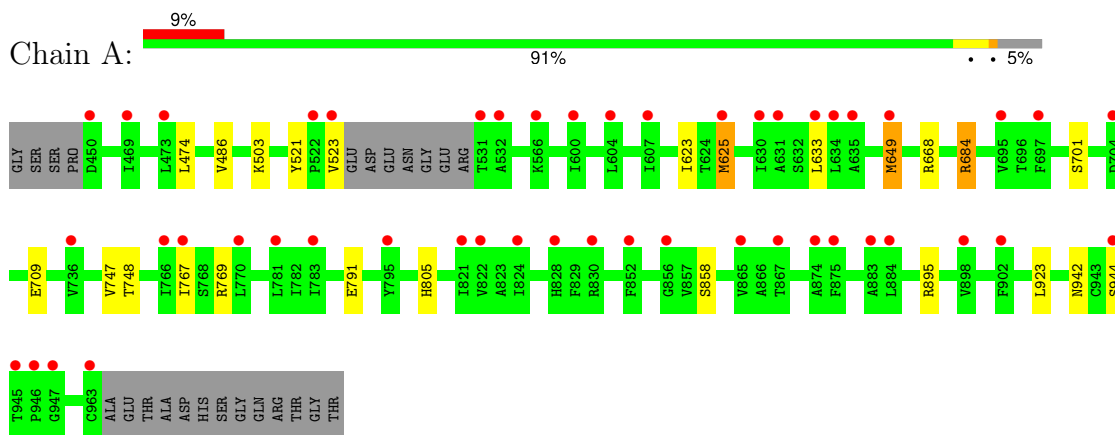 9%
Chain A:
91% • • 5%
GLY SER SER PRO D450 I469 L473 L474 V486 K503 Y521 P522 V523 GLU ASP GLU ASN GLY GLU ARG T531 A532 K566 I600 L604 I607 I623 T624 M625 I630 A631 S632 L633 L634 A635 M649 R668 R684 V695 T696 F697 S701
E709 V736 V747 T748 I766 I767 S768 R769 L770 L781 I782 I783 E791 Y795 H805 I821 V822 A823 I824 H828 F829 R830 F852 G856 V857 S858 V865 A866 T867 A874 F875 A883 L884 R895 V898 F902 L923 N942 C943
T945 P946 G947 C963 ALA GLU THR ALA ASP HIS SER GLY GLN ARG THR GLY THR